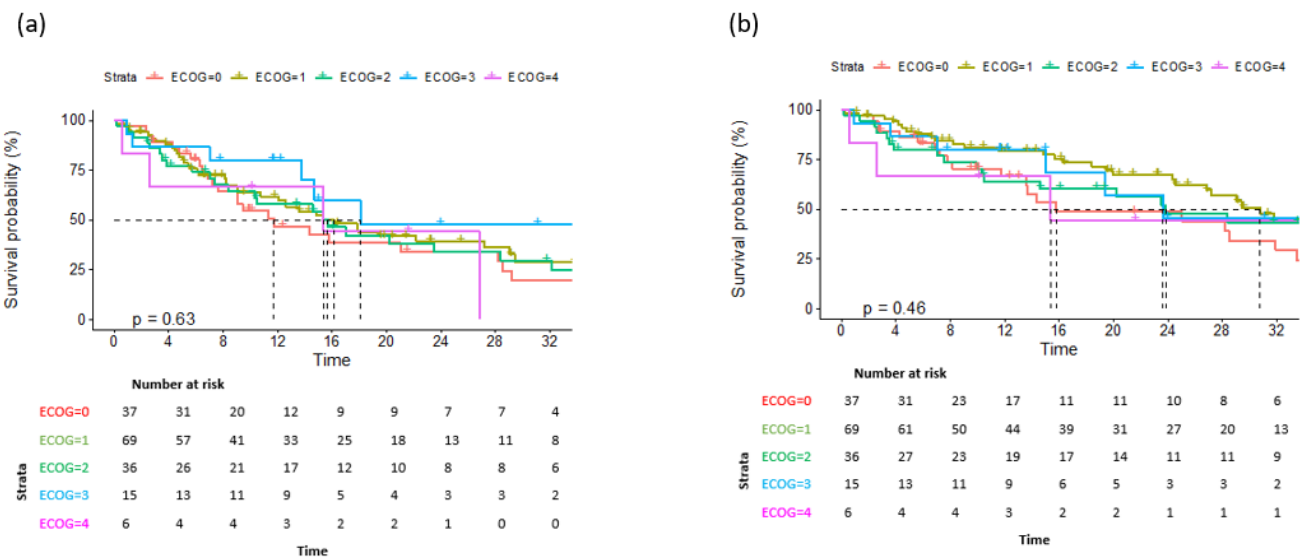 (a)
Strata ECOG=0 ECOG=1 ECOG=2 ECOG=3 ECOG=4
Survival probability (%)
100
75
50
25
0
p = 0.63
0 4 8 12 16 20 24 28 32
Time
Number at risk
Strata
ECOG=0 37 31 20 12 9 9 7 7 4
ECOG=1 69 57 41 33 25 18 13 11 8
ECOG=2 36 26 21 17 12 10 8 8 6
ECOG=3 15 13 11 9 5 4 3 3 2
ECOG=4 6 4 4 3 2 2 1 0 0
Time
(b)
Strata ECOG=0 ECOG=1 ECOG=2 ECOG=3 ECOG=4
Survival probability (%)
100
75
50
25
0
p = 0.46
0 4 8 12 16 20 24 28 32
Time
Number at risk
Strata
ECOG=0 37 31 23 17 11 11 10 8 6
ECOG=1 69 61 50 44 39 31 27 20 13
ECOG=2 36 27 23 19 17 14 11 11 9
ECOG=3 15 13 11 9 6 5 3 3 2
ECOG=4 6 4 4 3 2 2 1 1 1
Time